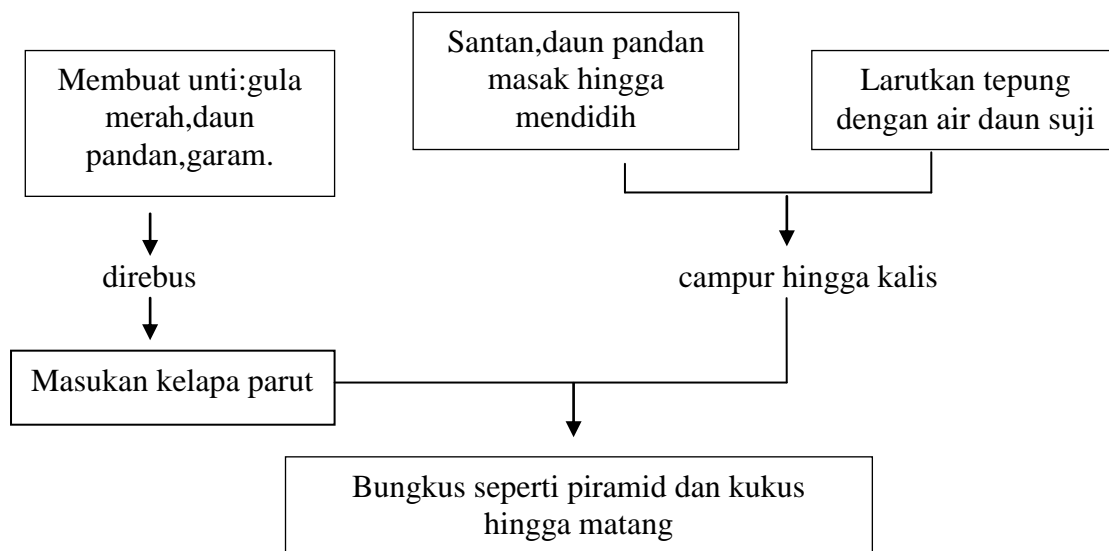 Membuat unti:gula
merah,daun
pandan,garam.
Santan,daun pandan
masak hingga
mendidih
Larutkan tepung
dengan air daun suji
direbus
campur hingga kalis
Masukan kelapa parut
Bungkus seperti piramid dan kukus
hingga matang